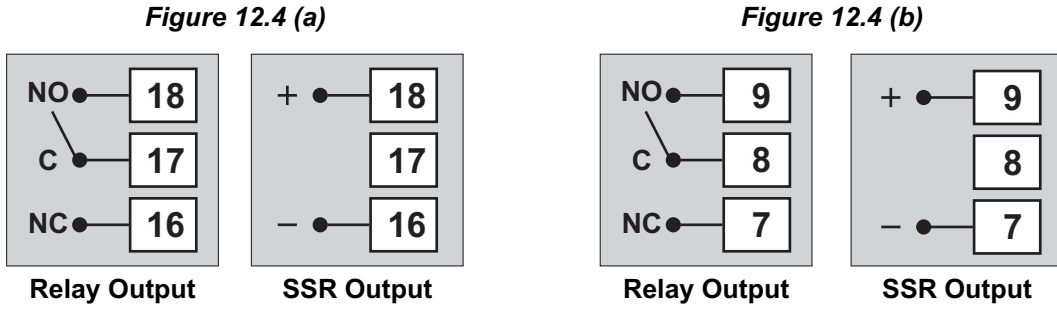 Figure 12.4 (a)
NO 18
C 17
NC 16
Relay Output
+ 18
17
− 16
SSR Output
Figure 12.4 (b)
NO 9
C 8
NC 7
Relay Output
+ 9
8
− 7
SSR Output